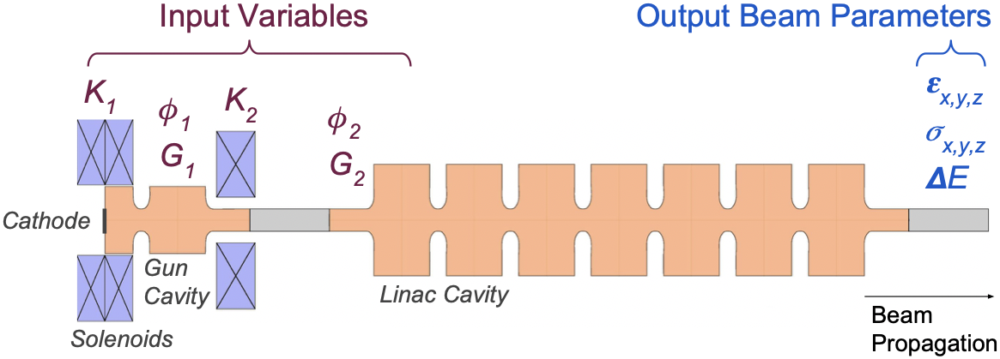 Input Variables
Output Beam Parameters
K₁
ϕ₁
G₁
K₂
ϕ₂
G₂
εx,y,z
σx,y,z
ΔE
Cathode
Gun
Cavity
Linac Cavity
Solenoids
Beam
Propagation